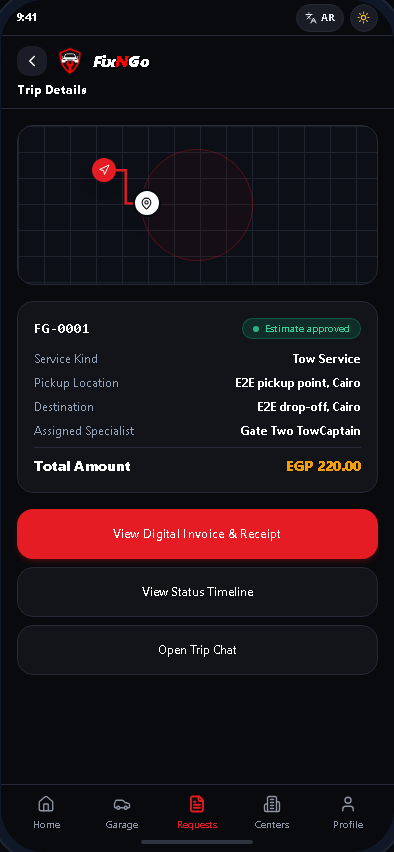 9:41
AR
FixNGo
Trip Details
FG-0001
Estimate approved
Service Kind
Tow Service
Pickup Location
E2E pickup point, Cairo
Destination
E2E drop-off, Cairo
Assigned Specialist
Gate Two TowCaptain
Total Amount
EGP 220.00
View Digital Invoice & Receipt
View Status Timeline
Open Trip Chat
Home
Garage
Requests
Centers
Profile